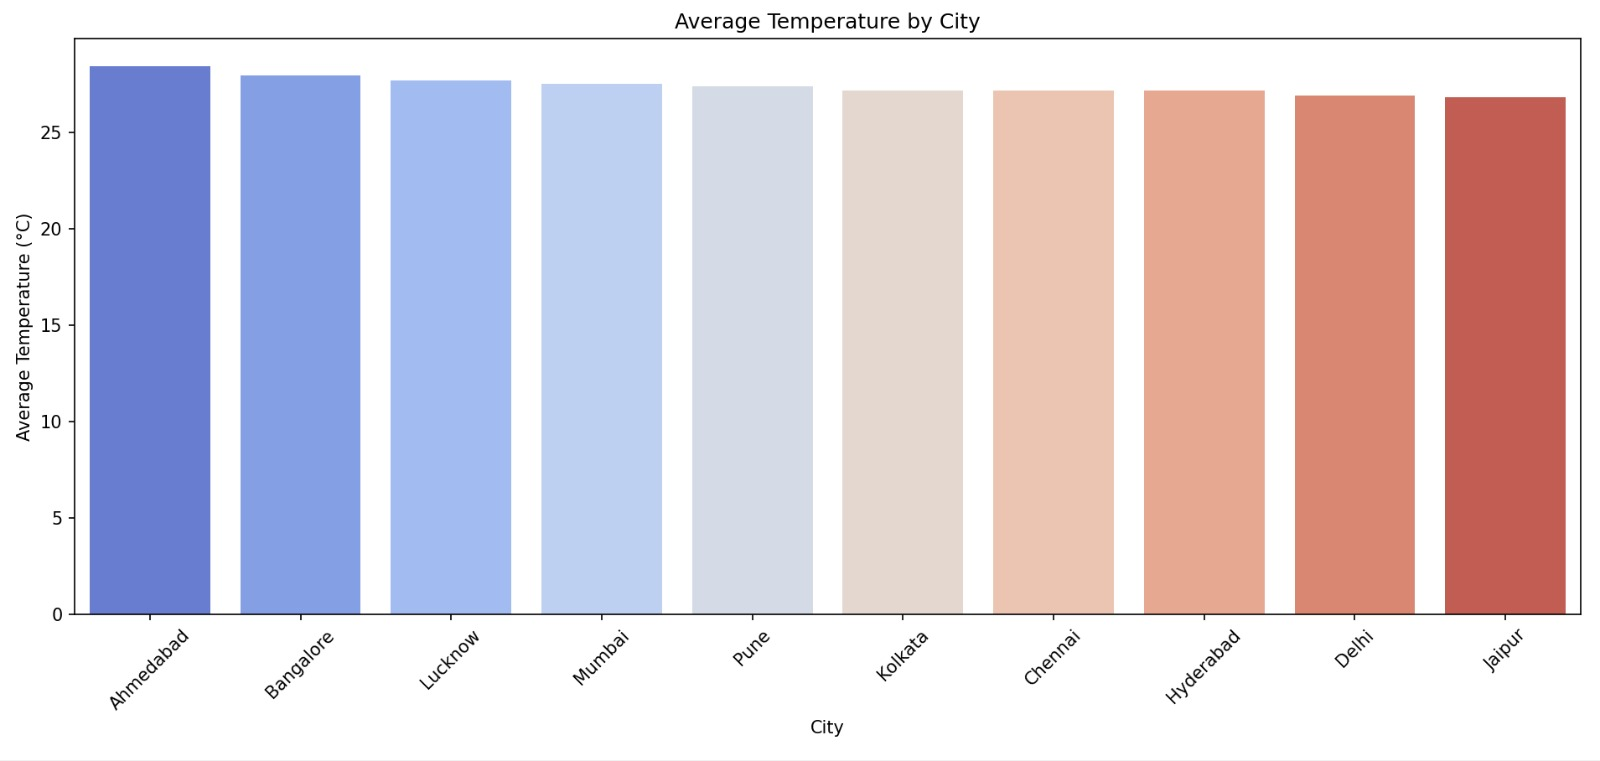 Average Temperature by City
Average Temperature (°C)
25
20
15
10
5
0
Ahmedabad
Bangalore
Lucknow
Mumbai
Pune
Kolkata
Chennai
Hyderabad
Delhi
Jaipur
City